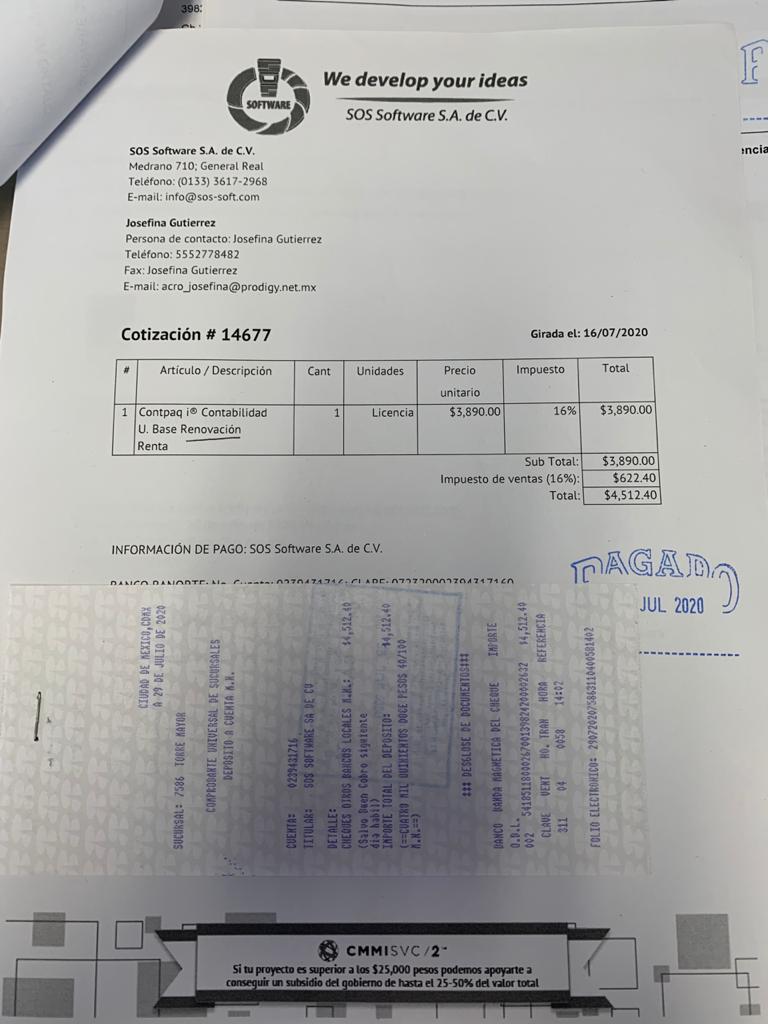 398
SOFTWARE
We develop your ideas
SOS Software S.A. de C.V.
SOS Software S.A. de C.V.
Medrano 710; General Real
Teléfono: (0133) 3617-2968
E-mail: info@sos-soft.com
encia
Josefina Gutierrez
Persona de contacto: Josefina Gutierrez
Teléfono: 5552778482
Fax: Josefina Gutierrez
E-mail: acro_josefina@prodigy.net.mx
Cotización # 14677
Girada el: 16/07/2020
# Artículo / Descripción Cant Unidades Precio unitario Impuesto Total
1 Contpaq i® Contabilidad 1 Licencia $3,890.00 16% $3,890.00
U. Base Renovación
Renta
Sub Total: $3,890.00
Impuesto de ventas (16%): $622.40
Total: $4,512.40
INFORMACIÓN DE PAGO: SOS Software S.A. de C.V.
BANCO BANORTE: No. Cuenta: 0239431716; CLABE:
PAGADO
JUL 2020
CIUDAD DE MEXICO,CDMX
A 29 DE JULIO DE 2020
SUCURSAL: 7586 TORRE MAYOR
COMPROBANTE UNIVERSAL DE SUCURSALES
DEPOSITO A CUENTA M.N.
CUENTA: 0239431716
TITULAR: SOS SOFTWARE SA DE CV
DETALLE:
CHEQUES OTROS BANCOS LOCALES M.N.: $4,512.40
(Salvo Buen Cobro siguiente
dia habil)
IMPORTE TOTAL DEL DEPOSITO: $4,512.40
(==CUATRO MIL QUINIENTOS DOCE PESOS 40/100
M.N.==)
*** DESGLOSE DE DOCUMENTOS***
BANCO BANDA MAGNETICA DEL CHEQUE IMPORTE
O.D.L.
002 $4,512.40
CLAVE VENT NO.TRAN HORA REFERENCIA
311 04 0058 14:02
FOLIO ELECTRONICO:
CMMISVC/2
Si tu proyecto es superior a los $25,000 pesos podemos apoyarte a
conseguir un subsidio del gobierno de hasta el 25-50% del valor total